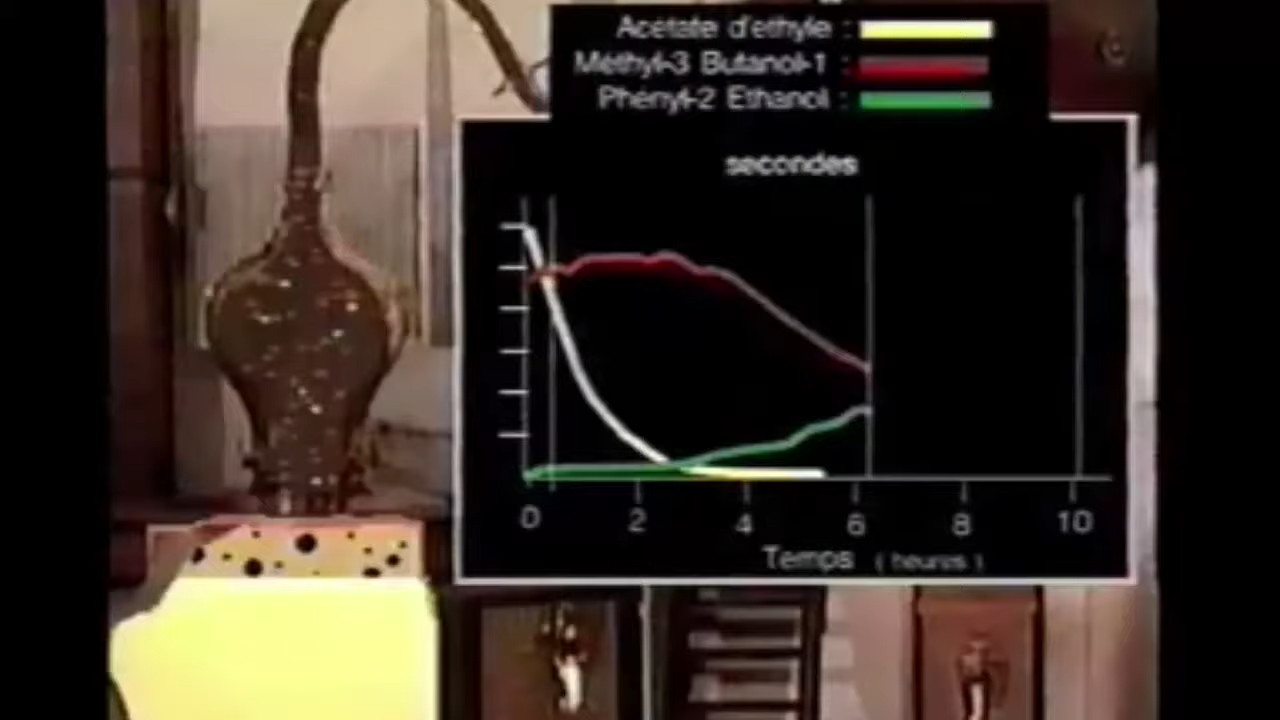 Acétate d'éthyle :
Méthyl-3 Butanol-1 :
Phényl-2 Ethanol :
secondes
0 2 4 6 8 10
Temps ( heures )